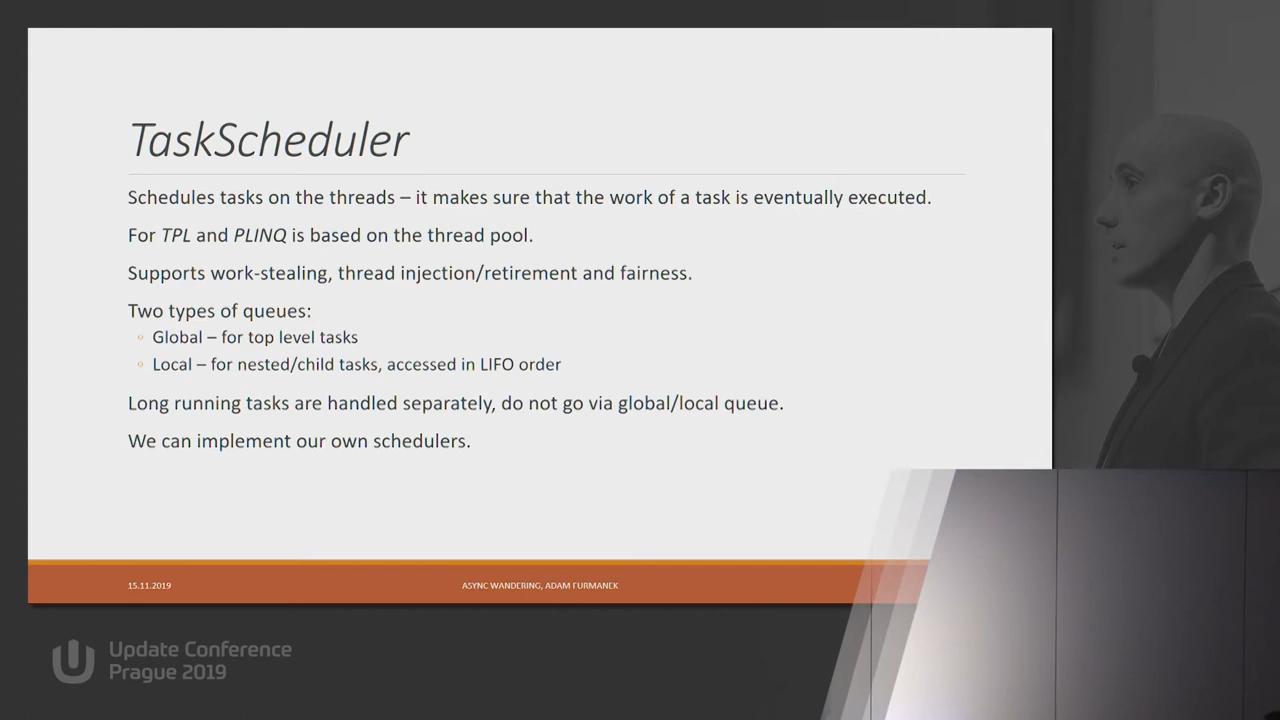 TaskScheduler
Schedules tasks on the threads – it makes sure that the work of a task is eventually executed.
For TPL and PLINQ is based on the thread pool.
Supports work-stealing, thread injection/retirement and fairness.
Two types of queues:
◦ Global – for top level tasks
◦ Local – for nested/child tasks, accessed in LIFO order
Long running tasks are handled separately, do not go via global/local queue.
We can implement our own schedulers.
15.11.2019
ASYNC WANDERING, ADAM FURMANEK
Update Conference
Prague 2019